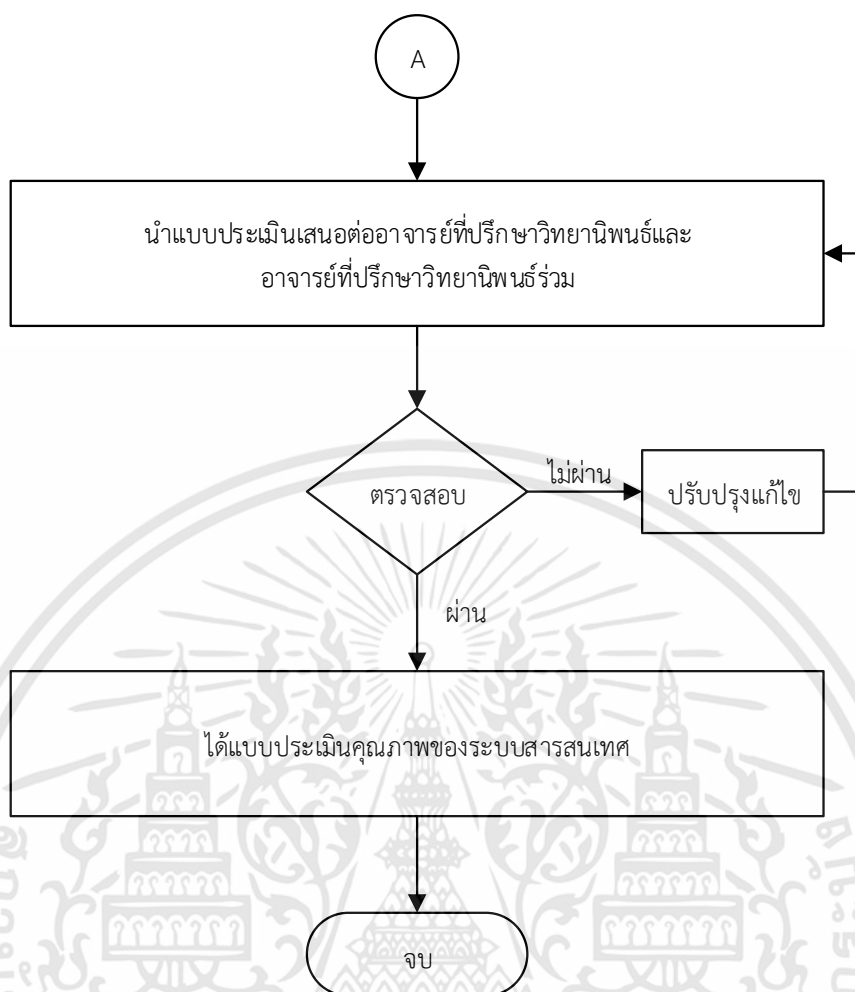 A
นำแบบประเมินเสนอต่ออาจารย์ที่ปรึกษาวิทยานิพนธ์และ
อาจารย์ที่ปรึกษาวิทยานิพนธ์ร่วม
ตรวจสอบ
ไม่ผ่าน
ปรับปรุงแก้ไข
ผ่าน
ได้แบบประเมินคุณภาพของระบบสารสนเทศ
จบ